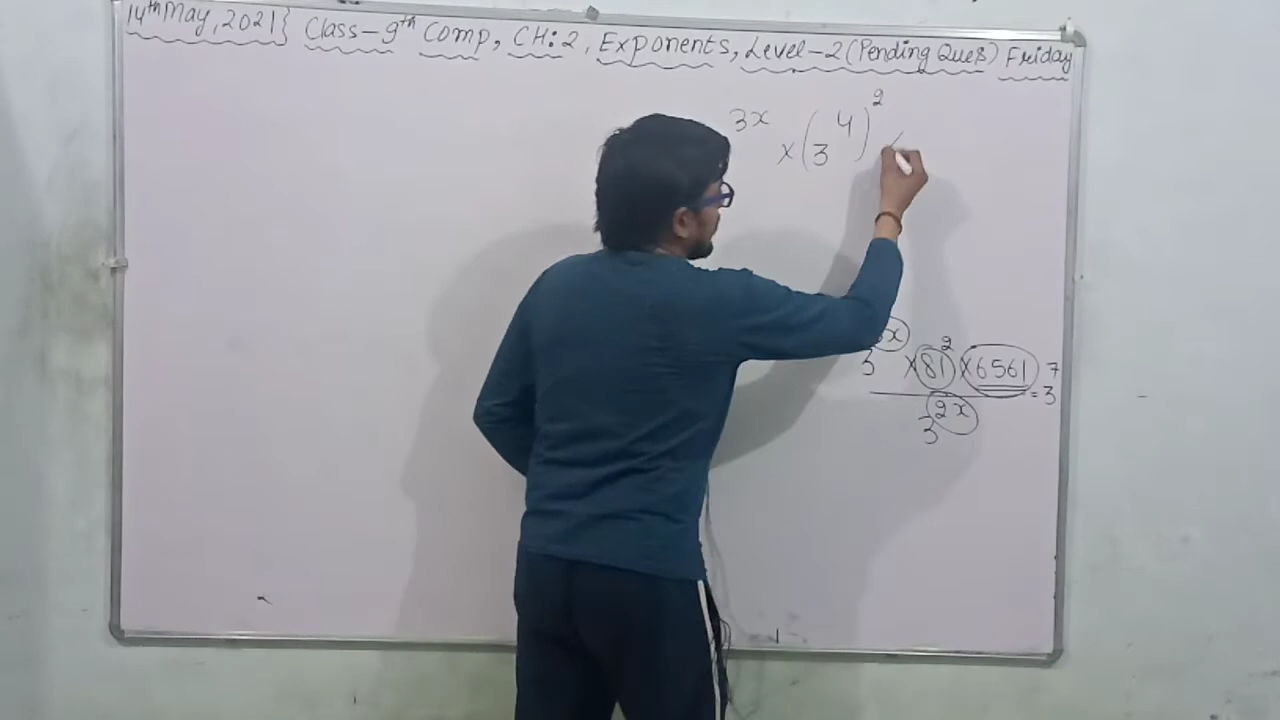 14th May, 2021} Class-9th Comp, CH:2, Exponents, Level-2 (Pending Ques) Friday
3x × (3^4)^2
3^x × 81^2 × 6561 = 3^7
3^2x